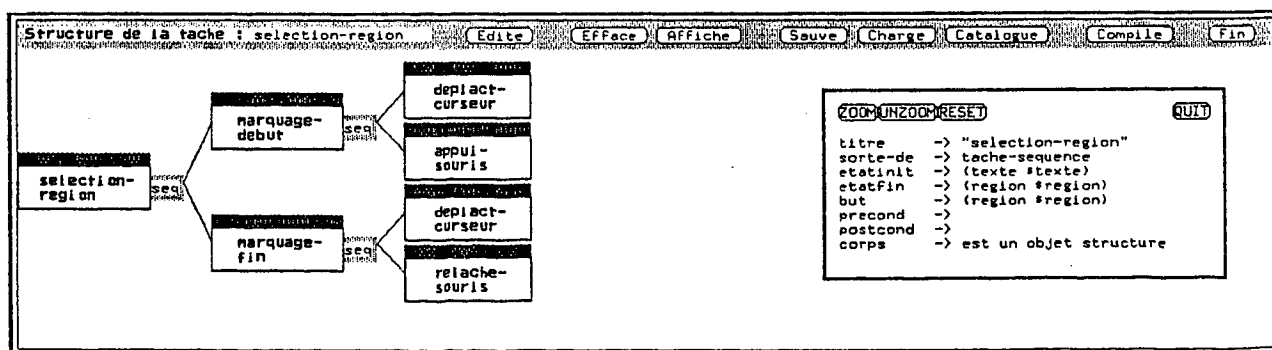 Structure de la tache : selection-region Edite Efface Affiche Sauve Charge Catalogue Compile Fin
selection-
region
seq
marquage-
debut
seq
deplact-
curseur
appui-
souris
marquage-
fin
seq
deplact-
curseur
relache-
souris
ZOOM UNZOOM RESET QUIT
titre -> "selection-region"
sorte-de -> tache-sequence
etatinit -> (texte $texte)
etatfin -> (region $region)
but -> (region $region)
precond ->
postcond ->
corps -> est un objet structure